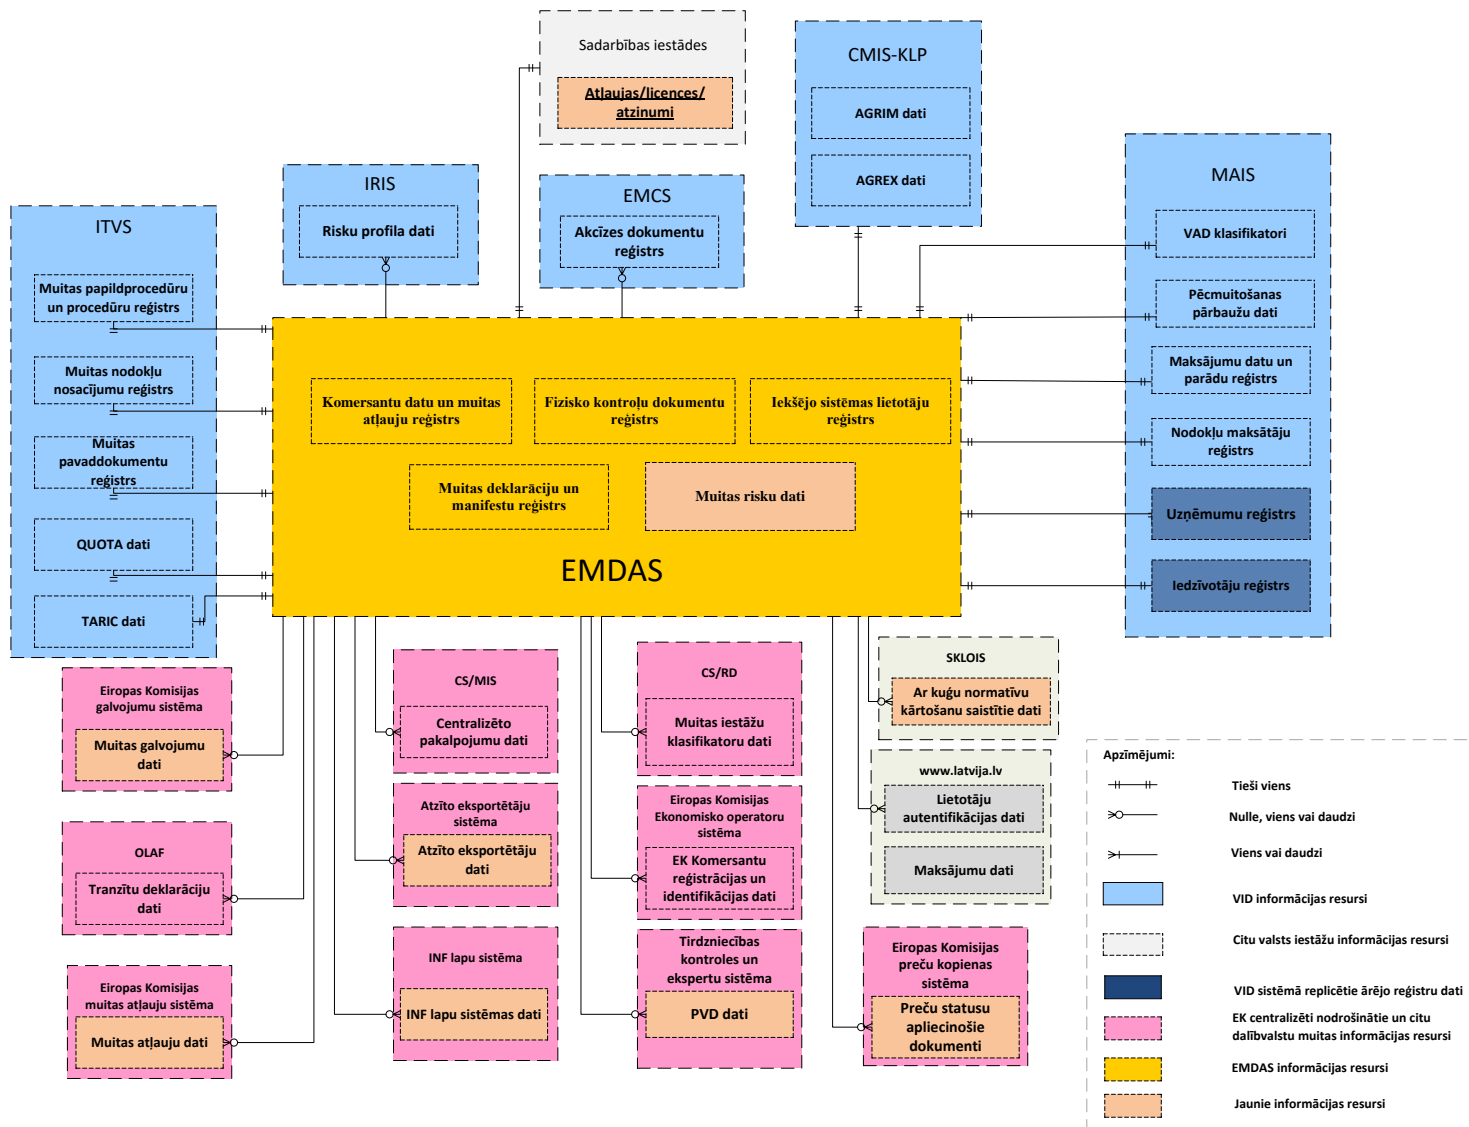 Sadarbības iestādes
Atļaujas/licences/
atzinumi
CMIS-KLP
AGRIM dati
AGREX dati
IRIS
Risku profila dati
EMCS
Akcīzes dokumentu
reģistrs
MAIS
VAD klasifikatori
Pēcmuitošanas
pārbaužu dati
Maksājumu datu un
parādu reģistrs
Nodokļu maksātāju
reģistrs
Uzņēmumu reģistrs
Iedzīvotāju reģistrs
ITVS
Muitas papildprocedūru
un procedūru reģistrs
Muitas nodokļu
nosacījumu reģistrs
Muitas
pavaddokumentu
reģistrs
QUOTA dati
TARIC dati
Komersantu datu un muitas
atļauju reģistrs
Fizisko kontroļu dokumentu
reģistrs
Iekšējo sistēmas lietotāju
reģistrs
Muitas deklarāciju un
manifestu reģistrs
Muitas risku dati
EMDAS
Eiropas Komisijas
galvojumu sistēma
Muitas galvojumu
dati
OLAF
Tranzītu deklarāciju
dati
Eiropas Komisijas
muitas atļauju sistēma
Muitas atļauju dati
CS/MIS
Centralizēto
pakalpojumu dati
Atzīto eksportētāju
sistēma
Atzīto eksportētāju
dati
INF lapu sistēma
INF lapu sistēmas dati
CS/RD
Muitas iestāžu
klasifikatoru dati
Eiropas Komisijas
Ekonomisko operatoru
sistēma
EK Komersantu
reģistrācijas un
identifikācijas dati
Tirdzniecības
kontroles un
ekspertu sistēma
PVD dati
SKLOIS
Ar kuģu normatīvu
kārtošanu saistītie dati
www.latvija.lv
Lietotāju
autentifikācijas dati
Maksājumu dati
Eiropas Komisijas
preču kopienas
sistēma
Preču statusu
apliecinošie
dokumenti
Apzīmējumi:
Tieši viens
Nulle, viens vai daudzi
Viens vai daudzi
VID informācijas resursi
Citu valsts iestāžu informācijas resursi
VID sistēmā replicētie ārējo reģistru dati
EK centralizēti nodrošinātie un citu
dalībvalstu muitas informācijas resursi
EMDAS informācijas resursi
Jaunie informācijas resursi